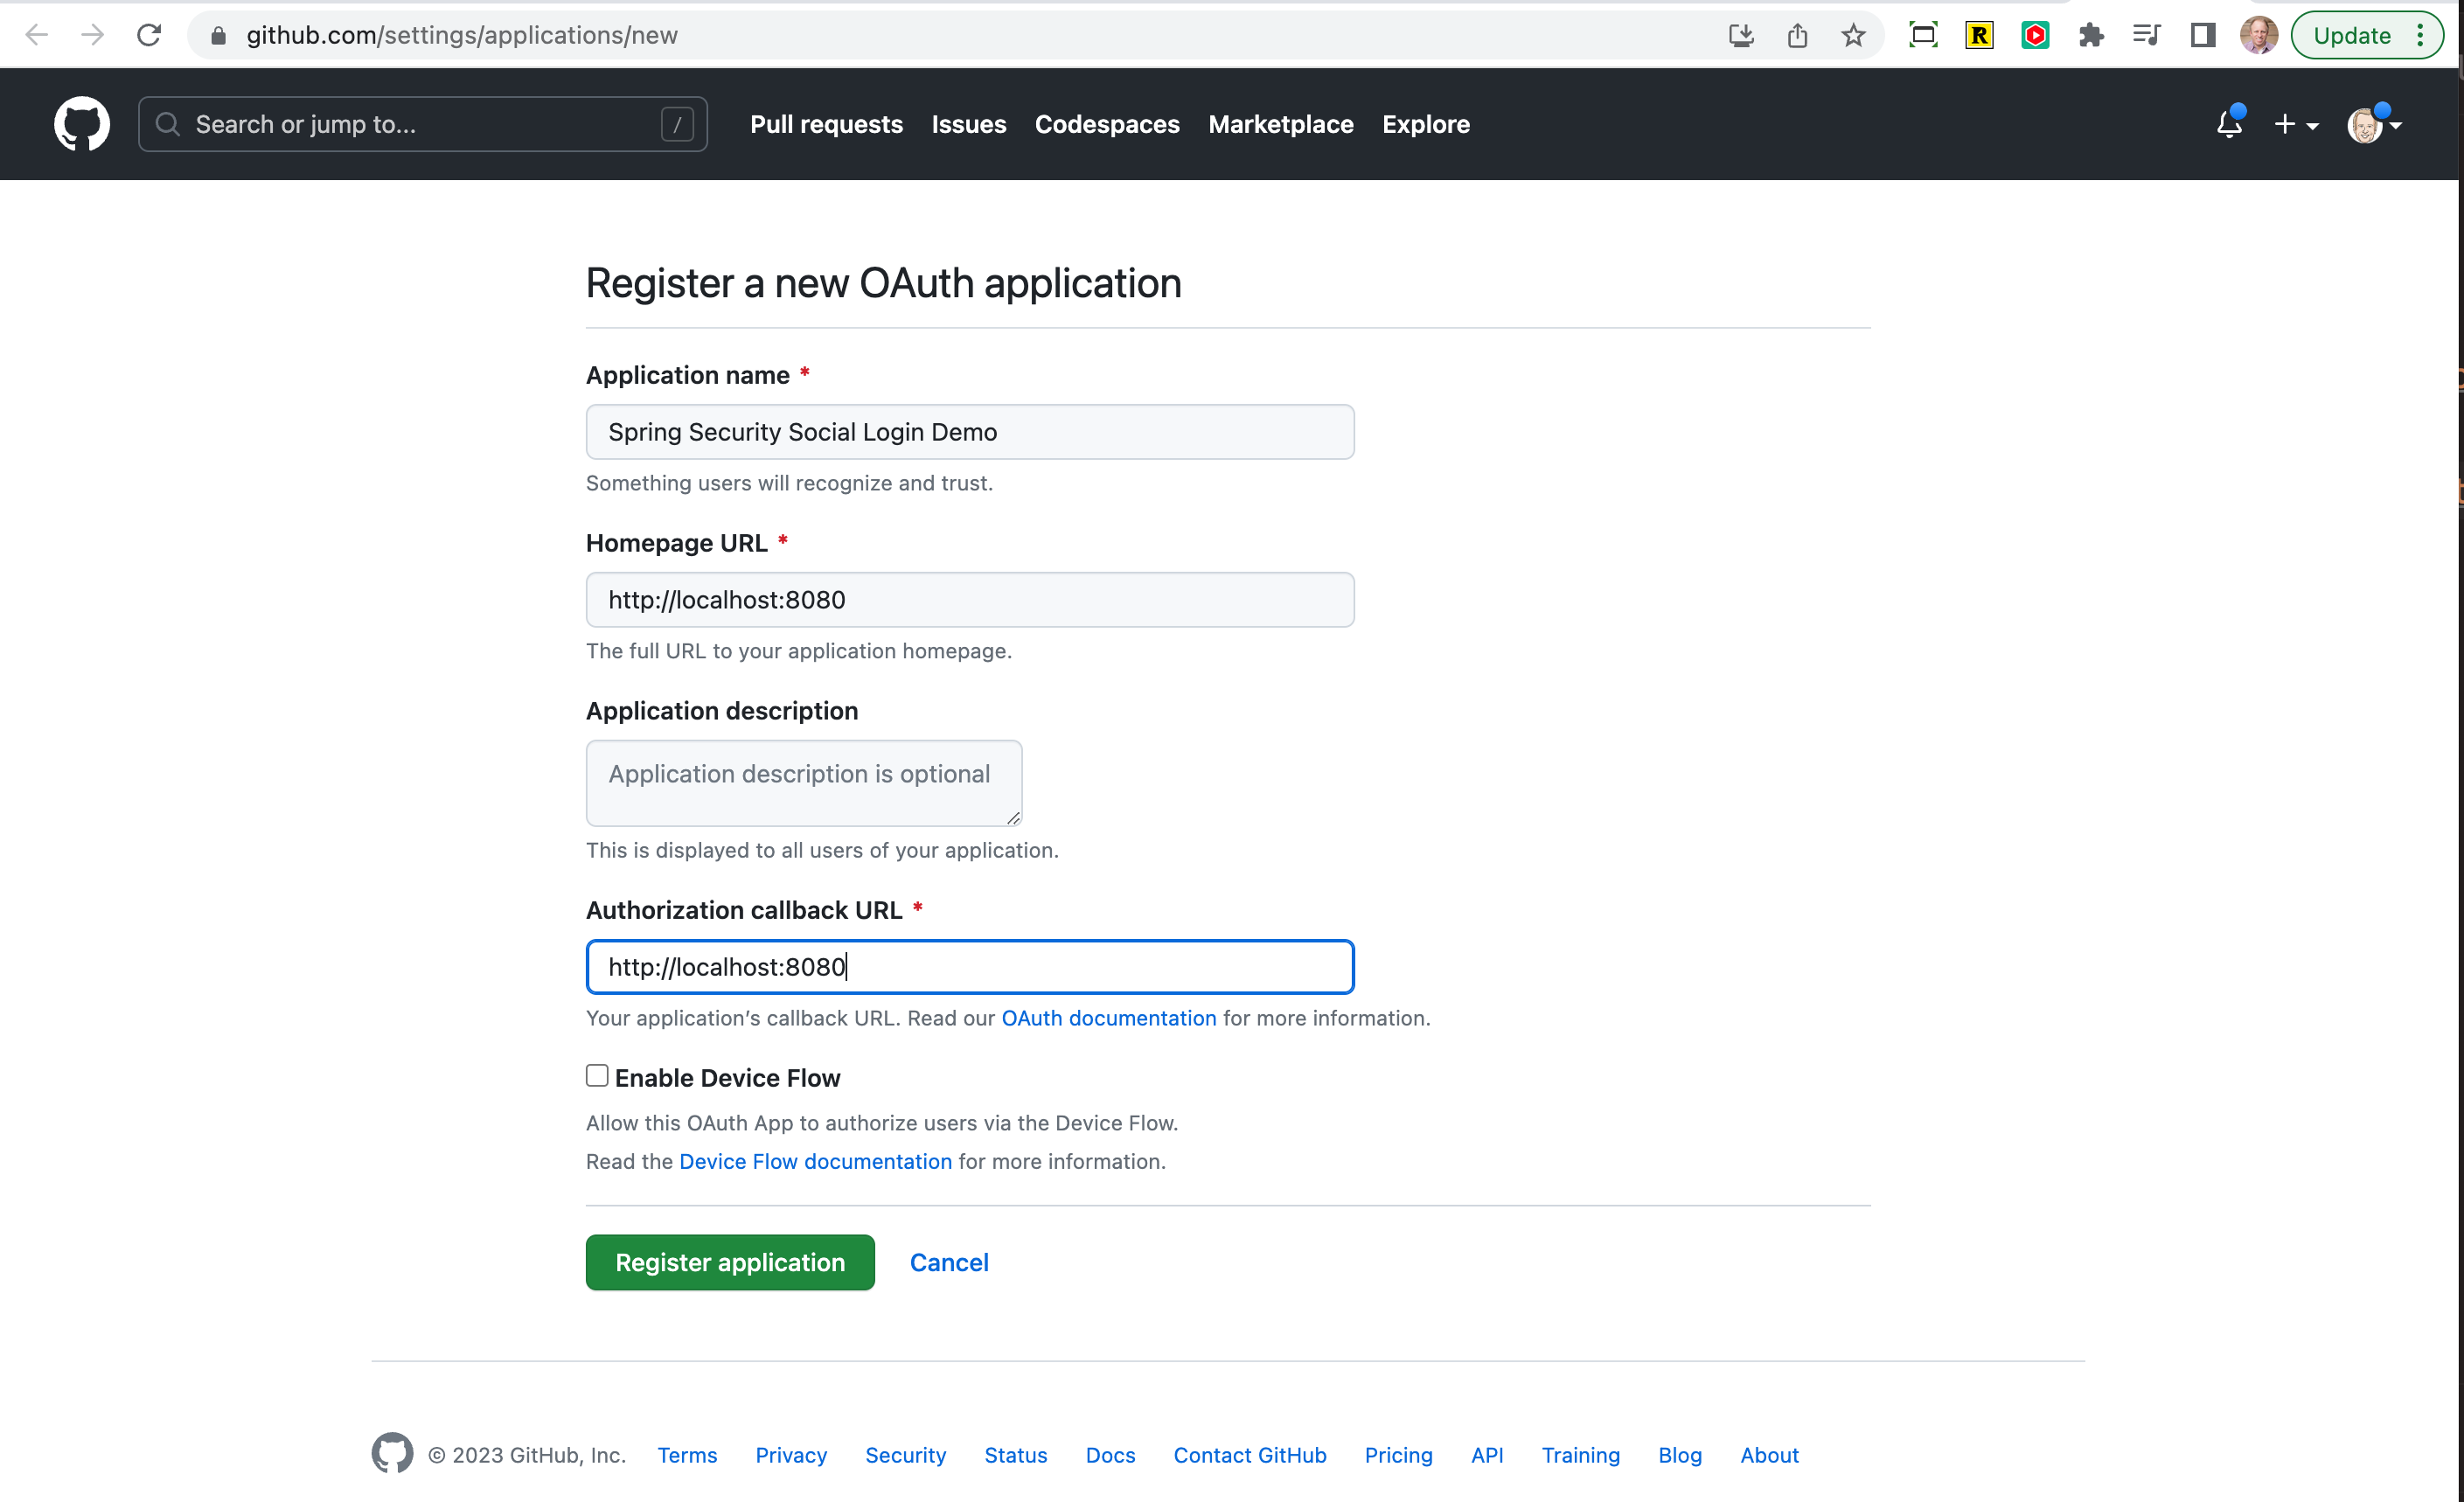 github.com/settings/applications/new
Update
Search or jump to...
/
Pull requests Issues Codespaces Marketplace Explore
Register a new OAuth application
Application name *
Spring Security Social Login Demo
Something users will recognize and trust.
Homepage URL *
http://localhost:8080
The full URL to your application homepage.
Application description
Application description is optional
This is displayed to all users of your application.
Authorization callback URL *
http://localhost:8080
Your application’s callback URL. Read our OAuth documentation for more information.
Enable Device Flow
Allow this OAuth App to authorize users via the Device Flow.
Read the Device Flow documentation for more information.
Register application Cancel
© 2023 GitHub, Inc. Terms Privacy Security Status Docs Contact GitHub Pricing API Training Blog About